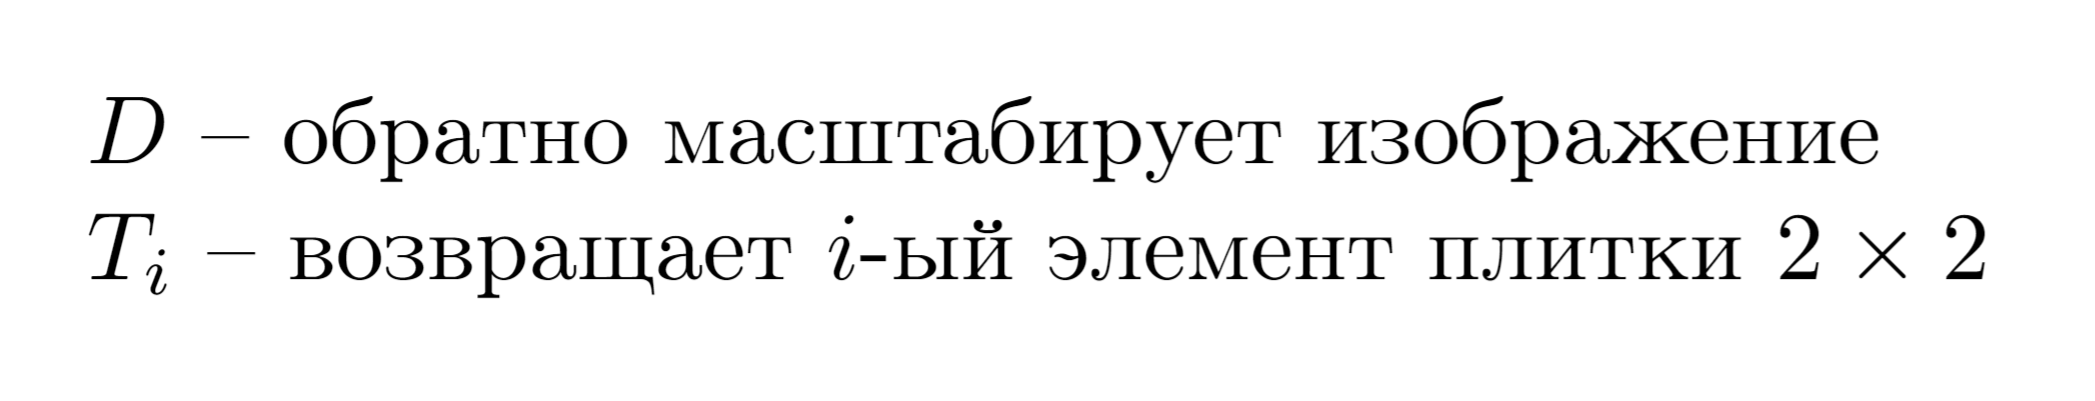 D – обратно масштабирует изображение
T_i – возвращает i-ый элемент плитки 2 × 2